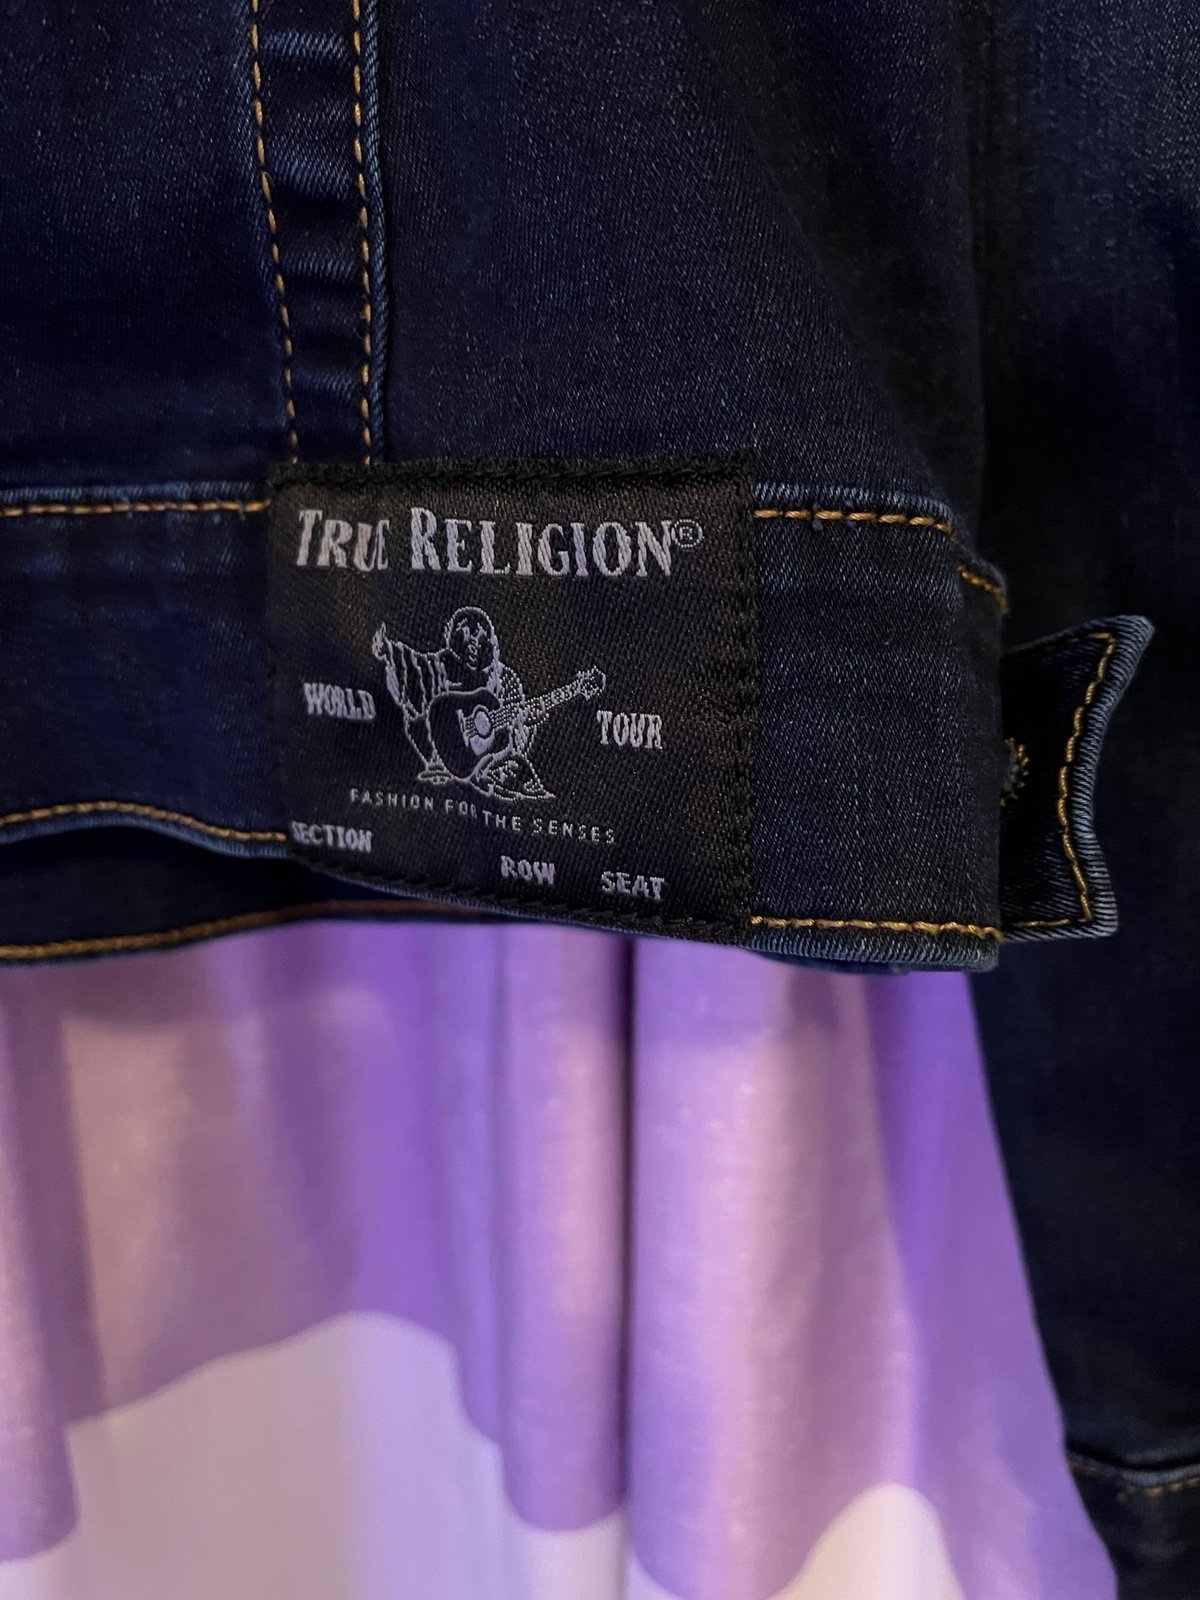 TRUE RELIGION®
WORLD TOUR
FASHION FOR THE SENSES
SECTION ROW SEAT